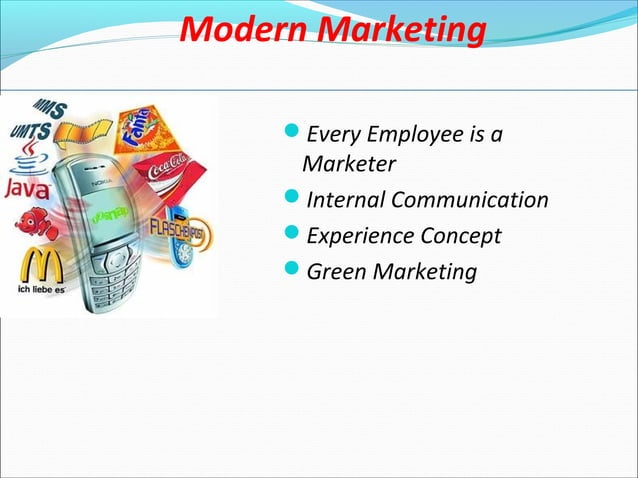 Modern Marketing
MMS
UMTS
Fanta
Coca-Cola
Java
NOKIA
FLASCHENPOST
ich liebe es
Every Employee is a
Marketer
Internal Communication
Experience Concept
Green Marketing